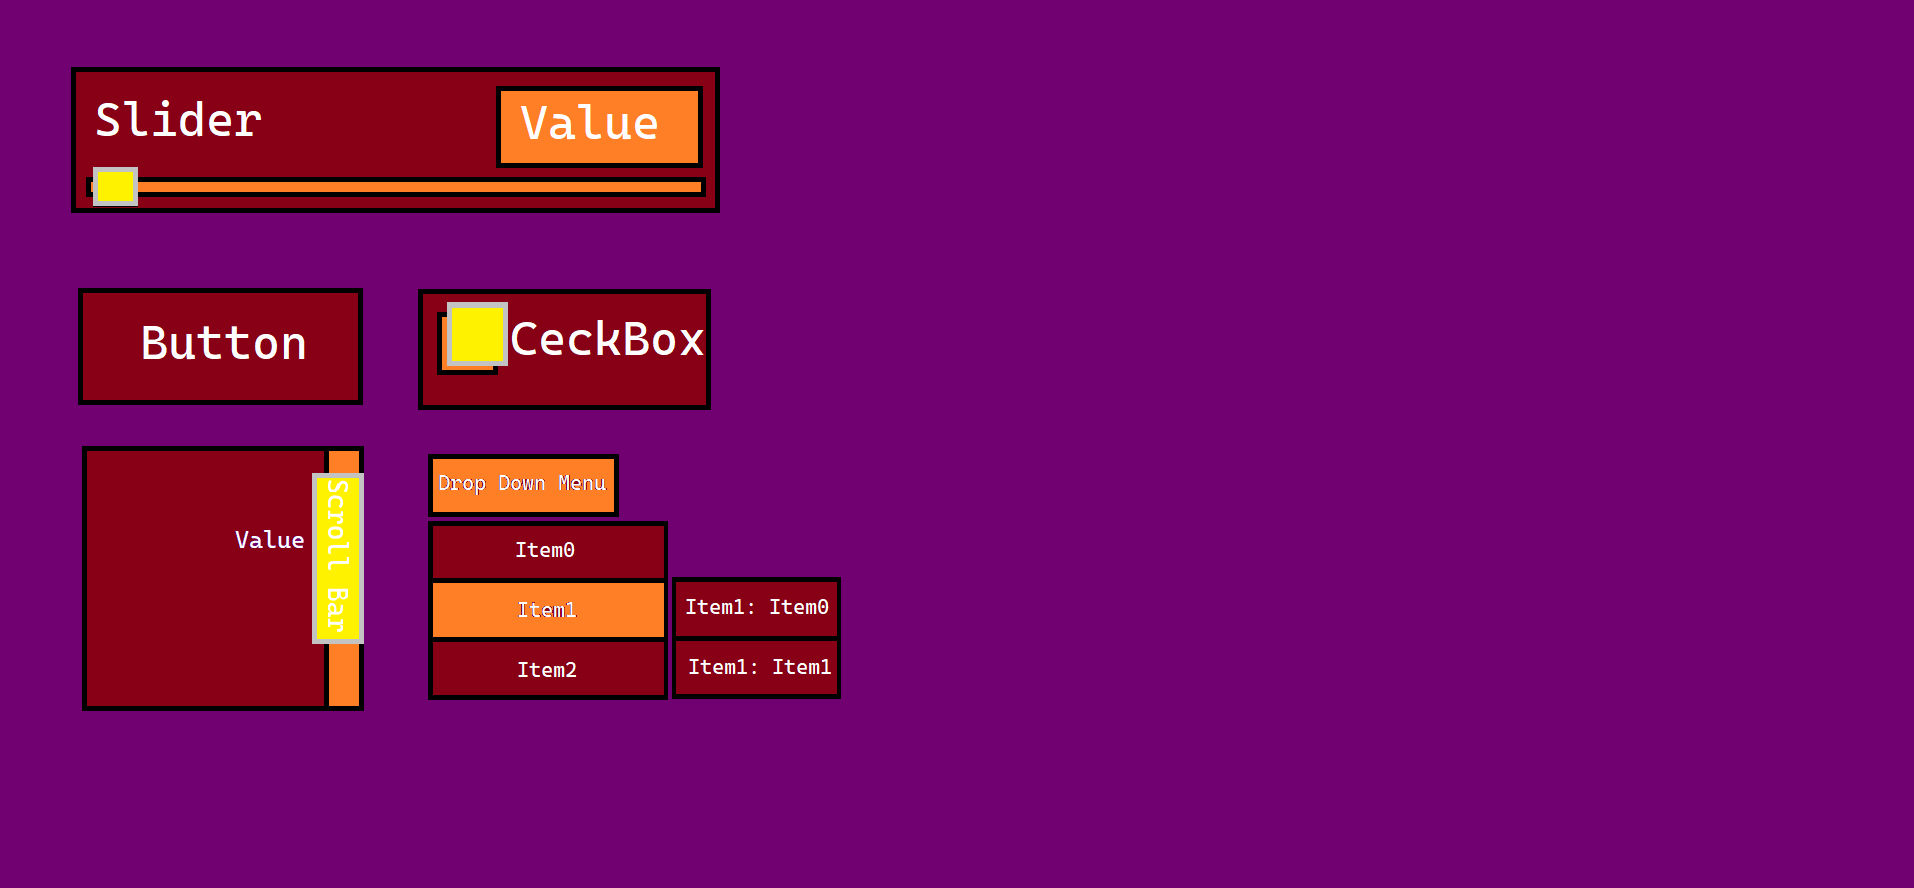 Slider
Value
Button
CeckBox
Value
Scroll Bar
Drop Down Menu
Item0
Item1
Item2
Item1: Item0
Item1: Item1